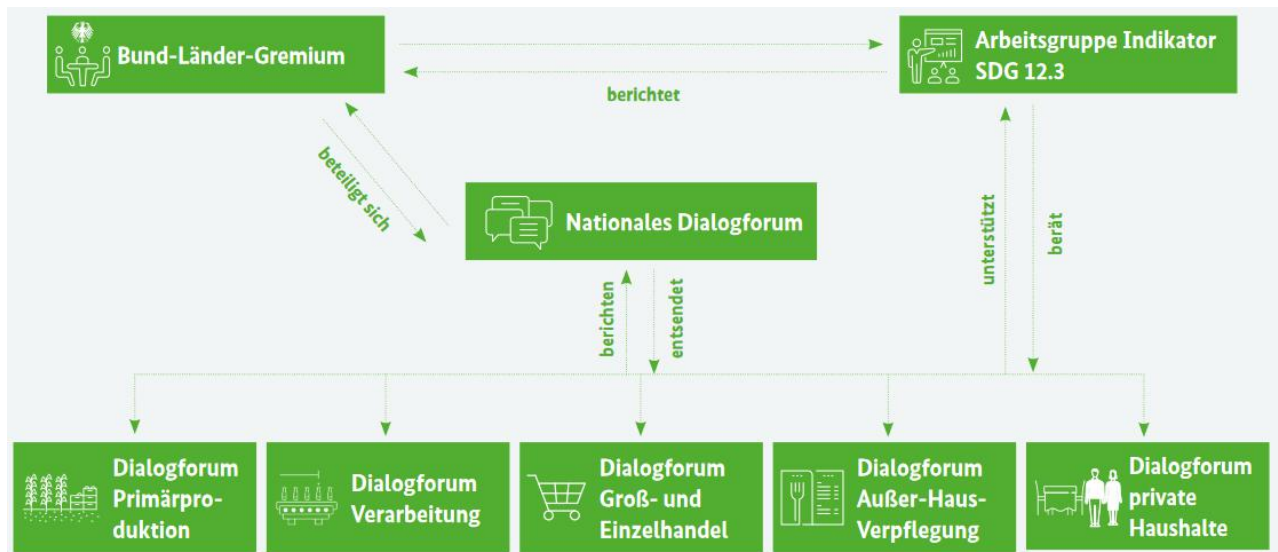 Bund-Länder-Gremium
Arbeitsgruppe Indikator
SDG 12.3
berichtet
beteiligt sich
Nationales Dialogforum
unterstützt
berät
berichten
entsendet
Dialogforum
Primärpro-
duktion
Dialogforum
Verarbeitung
Dialogforum
Groß- und
Einzelhandel
Dialogforum
Außer-Haus-
Verpflegung
Dialogforum
private
Haushalte